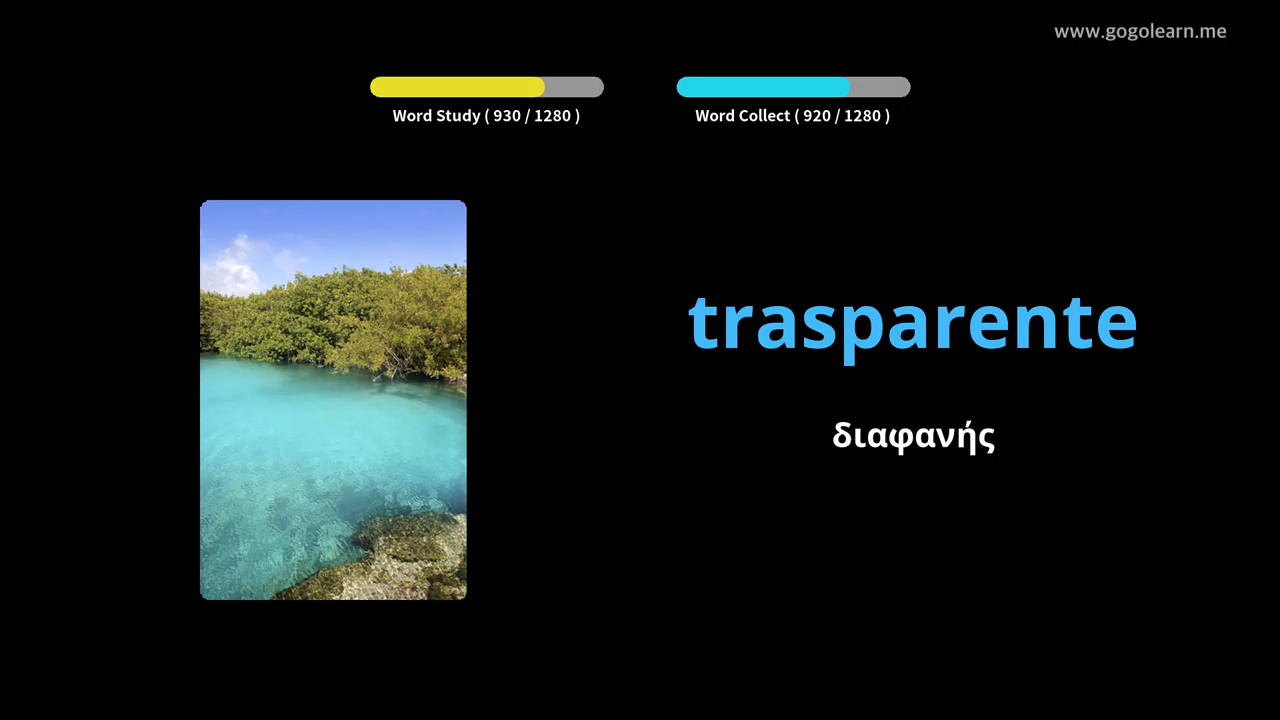 www.gogolearn.me
Word Study ( 930 / 1280 )
Word Collect ( 920 / 1280 )
trasparente
διαφανής